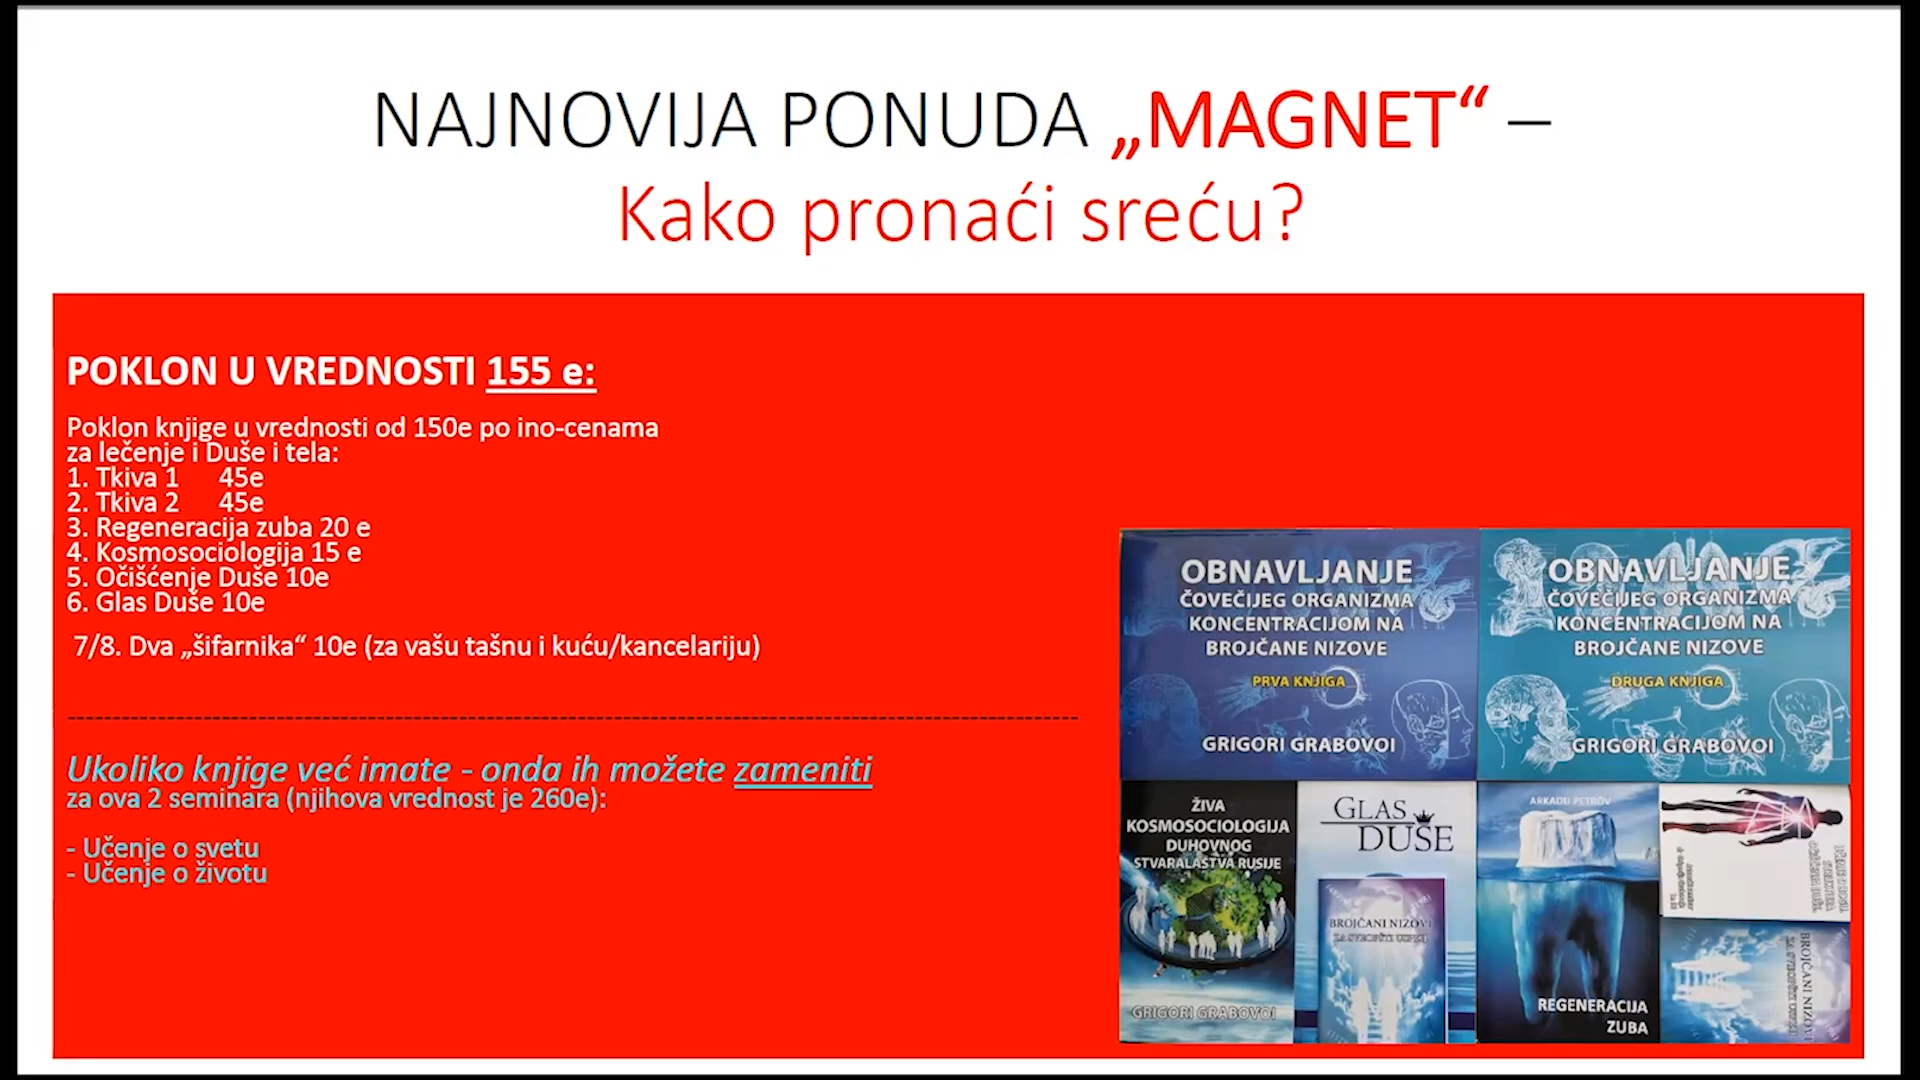 NAJNOVIJA PONUDA „MAGNET“ –
Kako pronaći sreću?
POKLON U VREDNOSTI 155 e:
Poklon knjige u vrednosti od 150e po ino-cenama
za lečenje i Duše i tela:
1. Tkiva 1 45e
2. Tkiva 2 45e
3. Regeneracija zuba 20 e
4. Kosmosociologija 15 e
5. Očišćenje Duše 10e
6. Glas Duše 10e
7/8. Dva „šifarnika“ 10e (za vašu tašnu i kuću/kancelariju)
Ukoliko knjige već imate - onda ih možete zameniti
za ova 2 seminara (njihova vrednost je 260e):
- Učenje o svetu
- Učenje o životu
OBNAVLJANJE
ČOVEČIJEG ORGANIZMA
KONCENTRACIJOM NA
BROJČANE NIZOVE
PRVA KNJIGA
GRIGORI GRABOVOI
OBNAVLJANJE
ČOVEČIJEG ORGANIZMA
KONCENTRACIJOM NA
BROJČANE NIZOVE
DRUGA KNJIGA
GRIGORI GRABOVOI
ŽIVA
KOSMOSOCIOLOGIJA
DUHOVNOG
STVARALAŠTVA RUSIJE
GRIGORI GRABOVOI
GLAS
DUŠE
BROJČANI NIZOVI
ARKADIJ PETROV
REGENERACIJA
ZUBA
BROJČANI NIZOVI